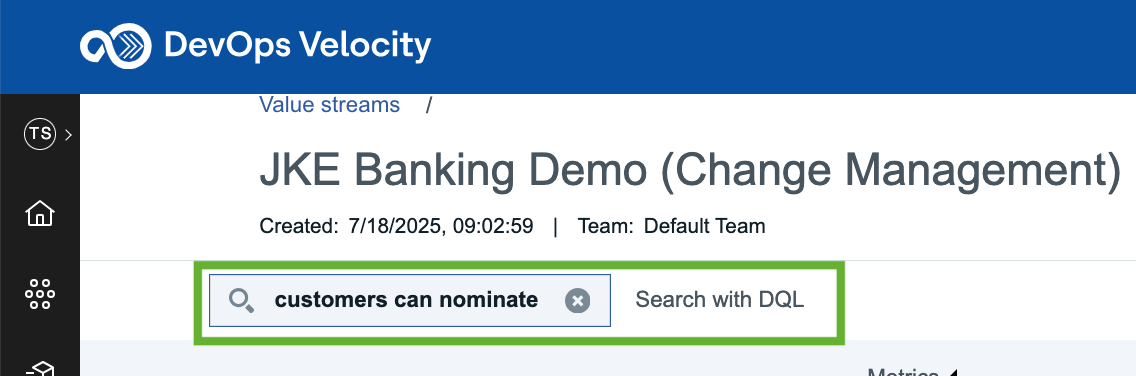 DevOps Velocity
Value streams /
TS
JKE Banking Demo (Change Management)
Created: 7/18/2025, 09:02:59 | Team: Default Team
customers can nominate Search with DQL
Metrics